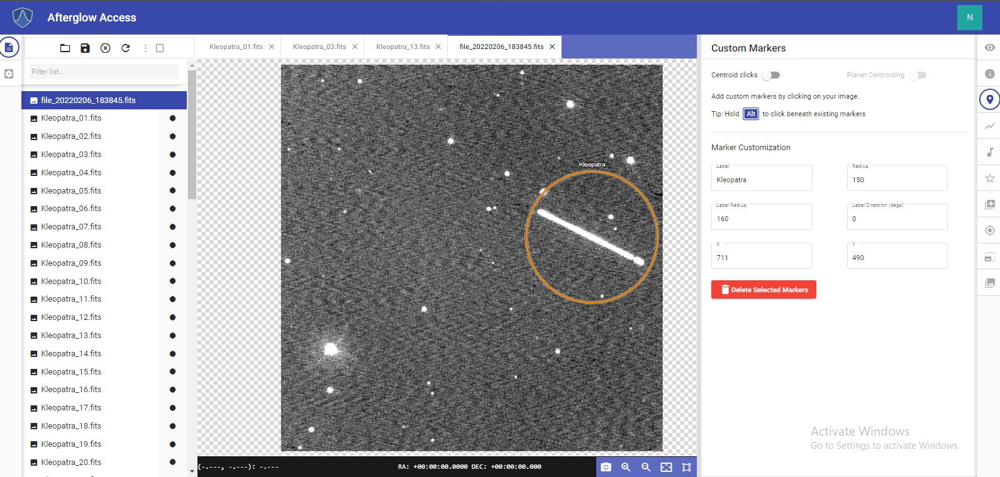 Afterglow Access
N
Kleopatra_01.fits
Kleopatra_03.fits
Kleopatra_13.fits
file_20220206_183845.fits
Filter list...
file_20220206_183845.fits
Kleopatra_01.fits
Kleopatra_02.fits
Kleopatra_03.fits
Kleopatra_04.fits
Kleopatra_05.fits
Kleopatra_06.fits
Kleopatra_07.fits
Kleopatra_08.fits
Kleopatra_09.fits
Kleopatra_10.fits
Kleopatra_11.fits
Kleopatra_12.fits
Kleopatra_13.fits
Kleopatra_14.fits
Kleopatra_15.fits
Kleopatra_16.fits
Kleopatra_17.fits
Kleopatra_18.fits
Kleopatra_19.fits
Kleopatra_20.fits
Kleopatra
(-.---, -.---): -.---
RA: +00:00:00.0000 DEC: +00:00:00.000
Custom Markers
Centroid clicks
Planet Centroiding
Add custom markers by clicking on your image.
Tip: Hold Alt to click beneath existing markers
Marker Customization
Label
Kleopatra
Radius
150
Label Radius
160
Label Direction (degs)
0
X
711
Y
490
Delete Selected Markers
Activate Windows
Go to Settings to activate Windows.